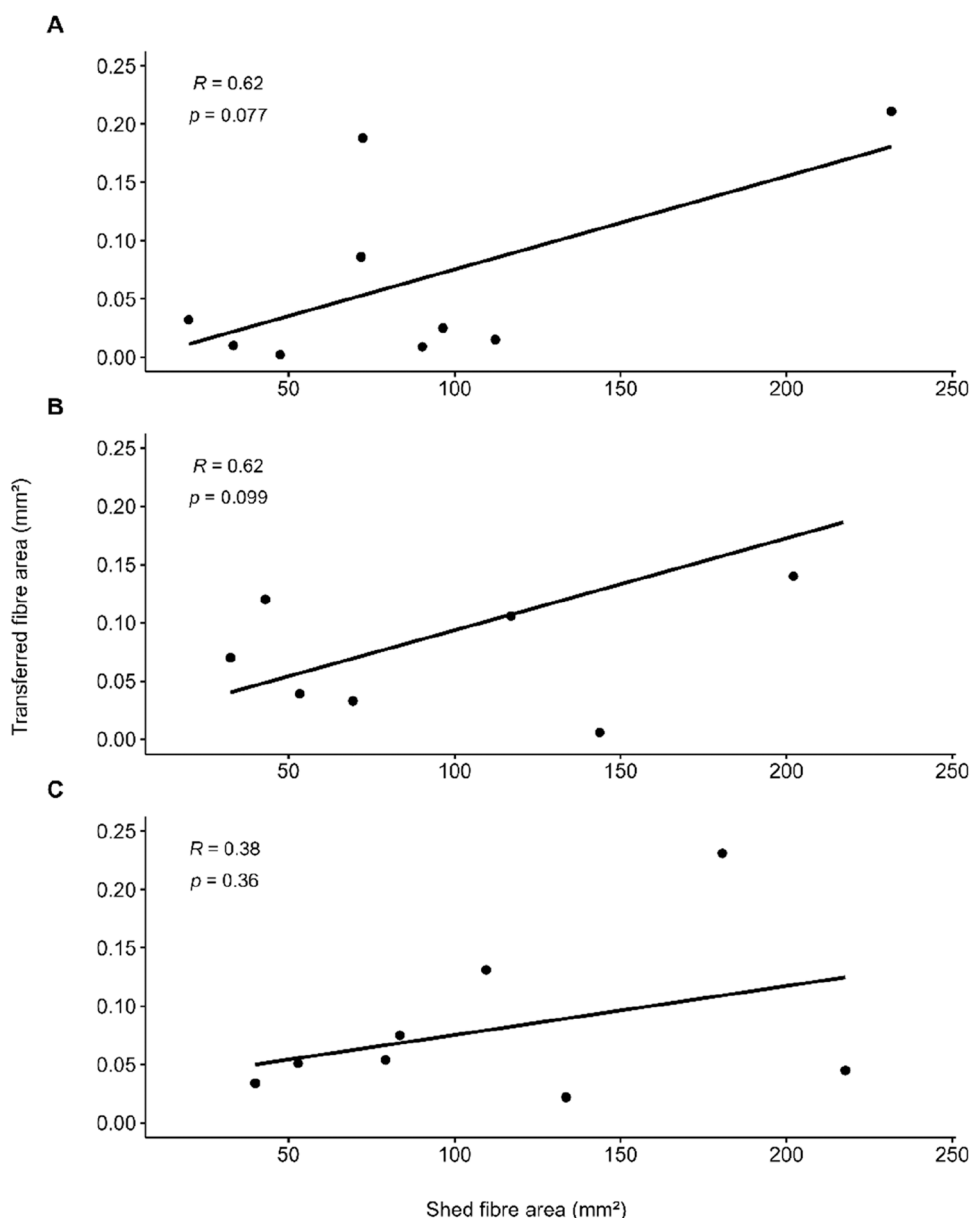 A
0.25
0.20
0.15
0.10
0.05
0.00
R = 0.62
p = 0.077
50 100 150 200 250
B
0.25
0.20
0.15
0.10
0.05
0.00
R = 0.62
p = 0.099
50 100 150 200 250
Transferred fibre area (mm²)
C
0.25
0.20
0.15
0.10
0.05
0.00
R = 0.38
p = 0.36
50 100 150 200 250
Shed fibre area (mm²)